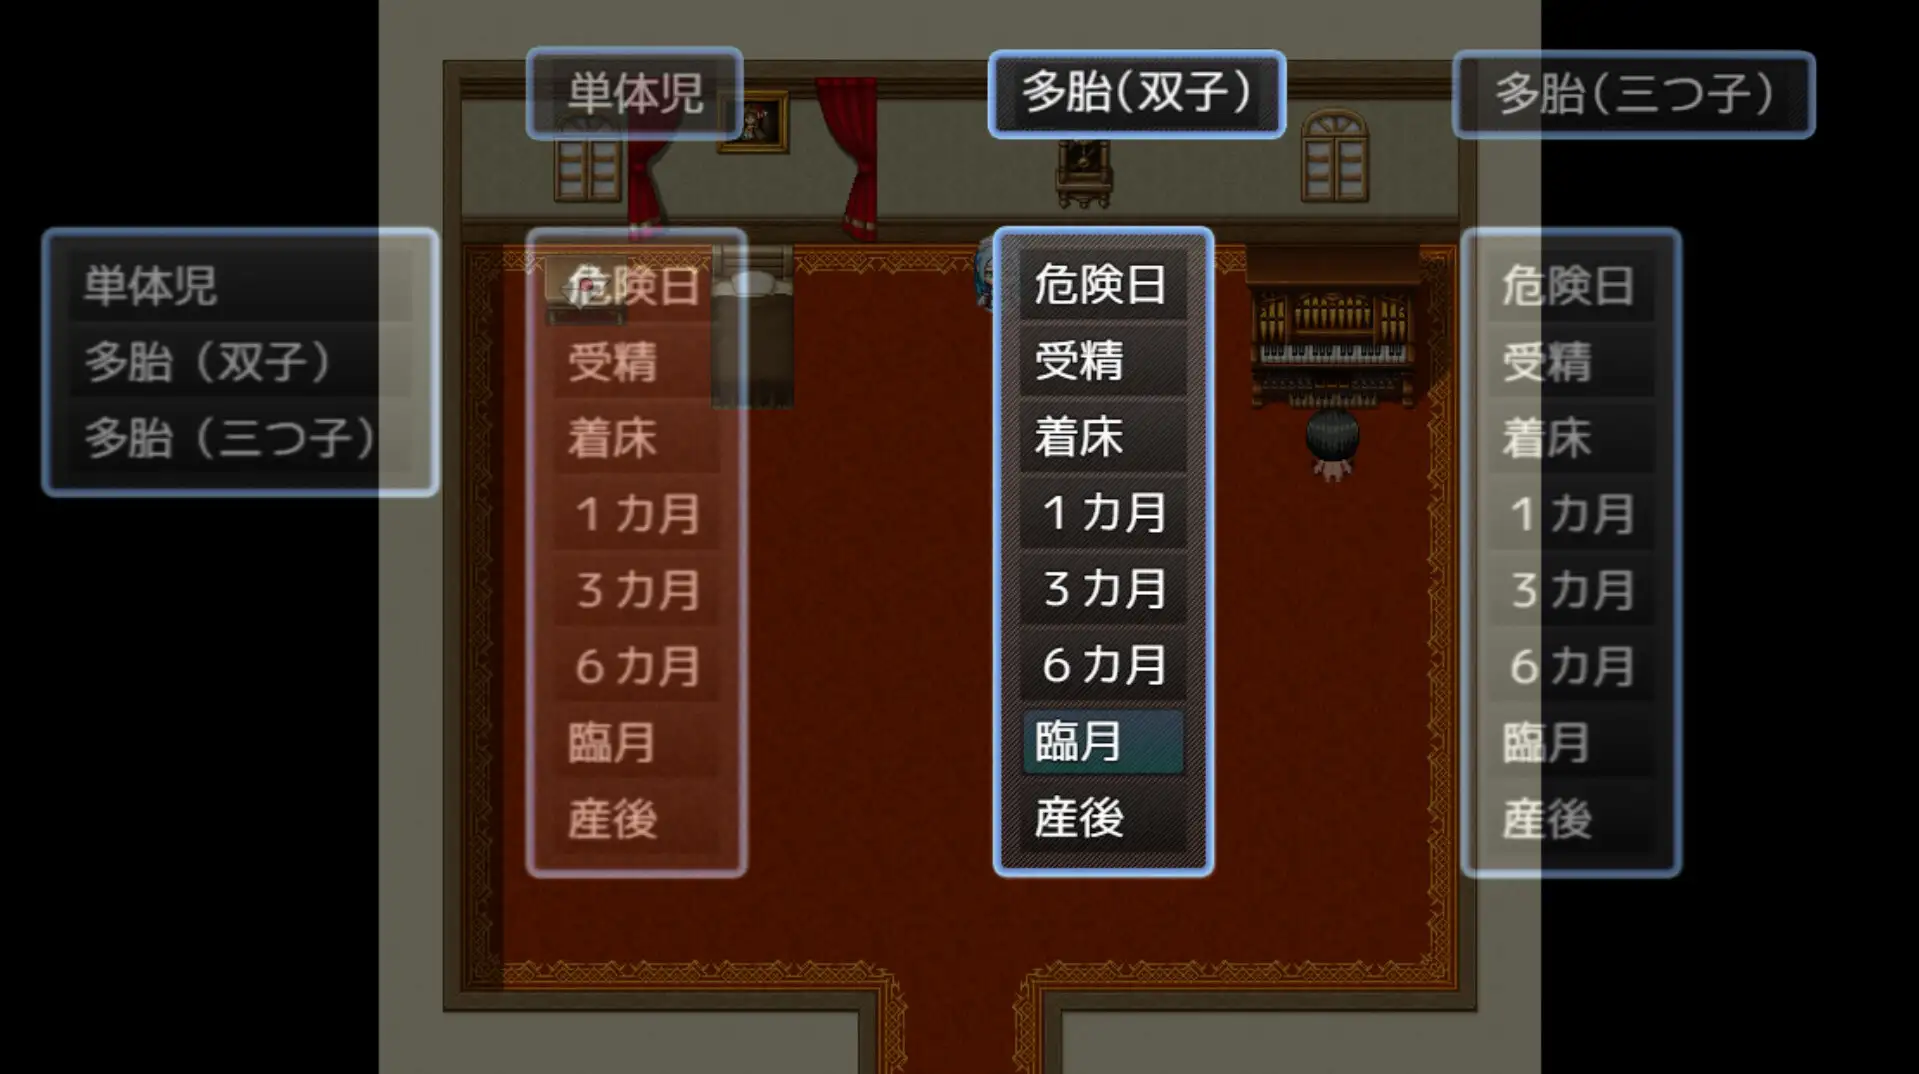 単体児
多胎(双子)
多胎(三つ子)
単体児
多胎(双子)
多胎(三つ子)
危険日
受精
着床
1カ月
3カ月
6カ月
臨月
産後
危険日
受精
着床
1カ月
3カ月
6カ月
臨月
産後
危険日
受精
着床
1カ月
3カ月
6カ月
臨月
産後